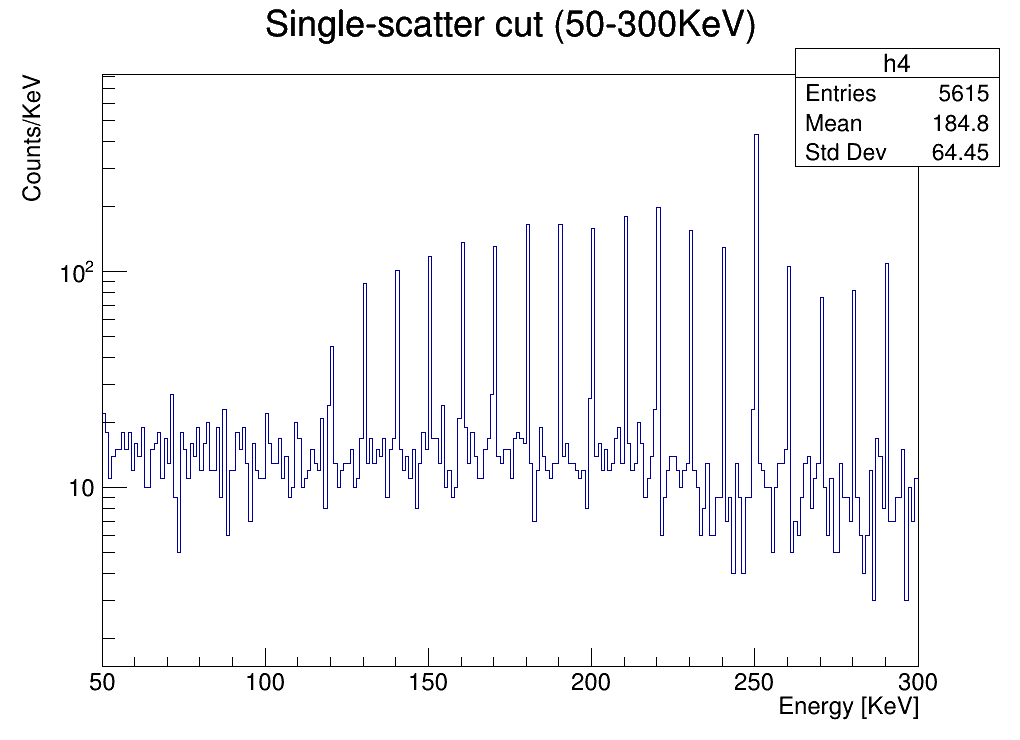 Single-scatter cut (50-300KeV)
h4
Entries 5615
Mean 184.8
Std Dev 64.45
Counts/KeV
10²
10
50 100 150 200 250 300
Energy [KeV]